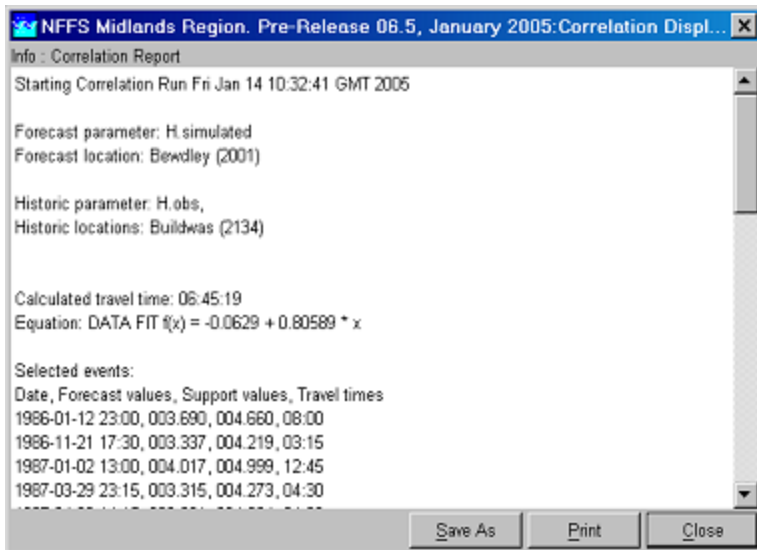 NFFS Midlands Region. Pre-Release 06.5, January 2005:Correlation Displ...
Info : Correlation Report
Starting Correlation Run Fri Jan 14 10:32:41 GMT 2005
Forecast parameter: H.simulated
Forecast location: Bewdley (2001)
Historic parameter: H.obs,
Historic locations: Buildwas (2134)
Calculated travel time: 06:45:19
Equation: DATA FIT f(x) = -0.0629 + 0.80589 * x
Selected events:
Date, Forecast values, Support values, Travel times
1986-01-12 23:00, 003.690, 004.660, 08:00
1986-11-21 17:30, 003.337, 004.219, 03:15
1987-01-02 13:00, 004.017, 004.999, 12:45
1987-03-29 23:15, 003.315, 004.273, 04:30
Save As Print Close